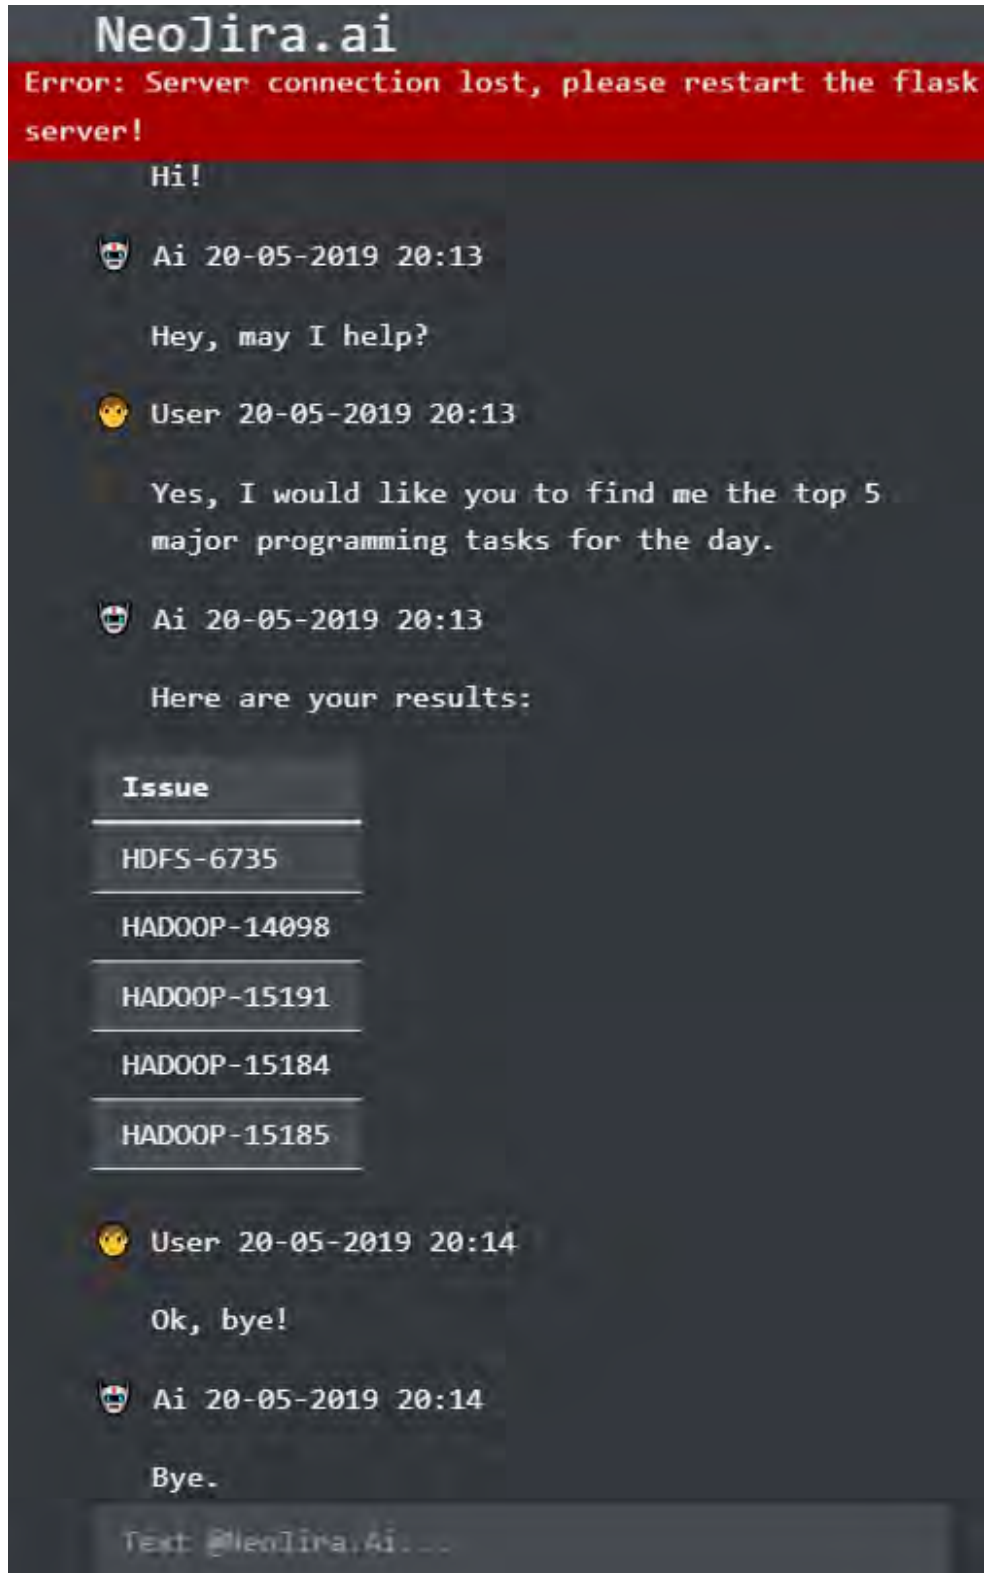 NeoJira.ai
Error: Server connection lost, please restart the flask
server!
Hi!
Ai 20-05-2019 20:13
Hey, may I help?
User 20-05-2019 20:13
Yes, I would like you to find me the top 5
major programming tasks for the day.
Ai 20-05-2019 20:13
Here are your results:
Issue
HDFS-6735
HADOOP-14098
HADOOP-15191
HADOOP-15184
HADOOP-15185
User 20-05-2019 20:14
Ok, bye!
Ai 20-05-2019 20:14
Bye.
Text @NeoJira.Ai...